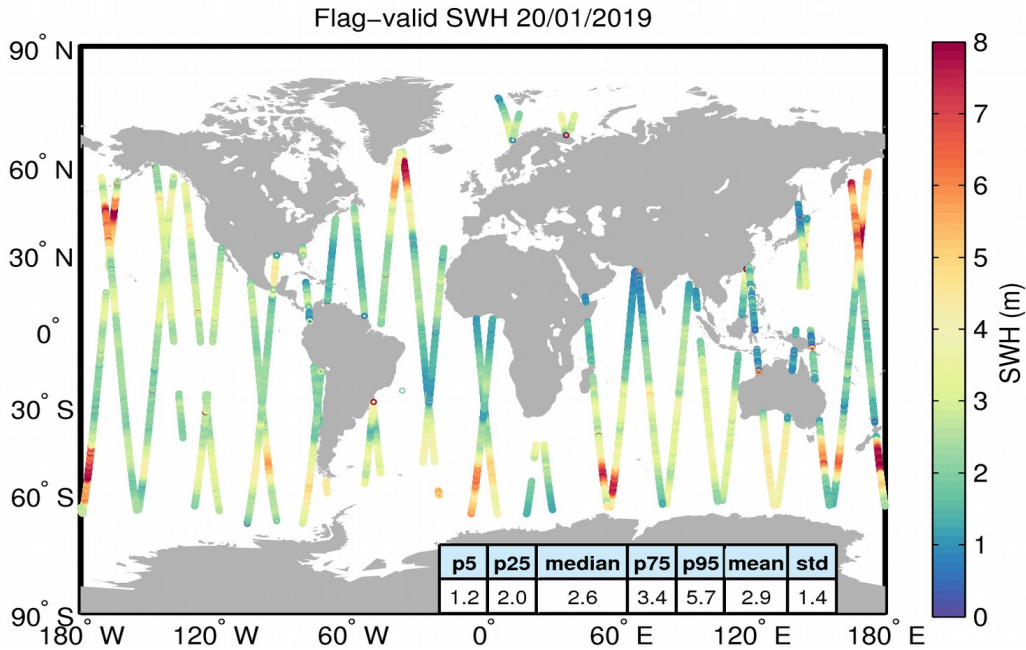 Flag–valid SWH 20/01/2019
90° N
60° N
30° N
0°
30° S
60° S
90° S
180° W
120° W
60° W
0°
60° E
120° E
180° E
p5 p25 median p75 p95 mean std
1.2 2.0 2.6 3.4 5.7 2.9 1.4
8
7
6
5
4
3
2
1
0
SWH (m)